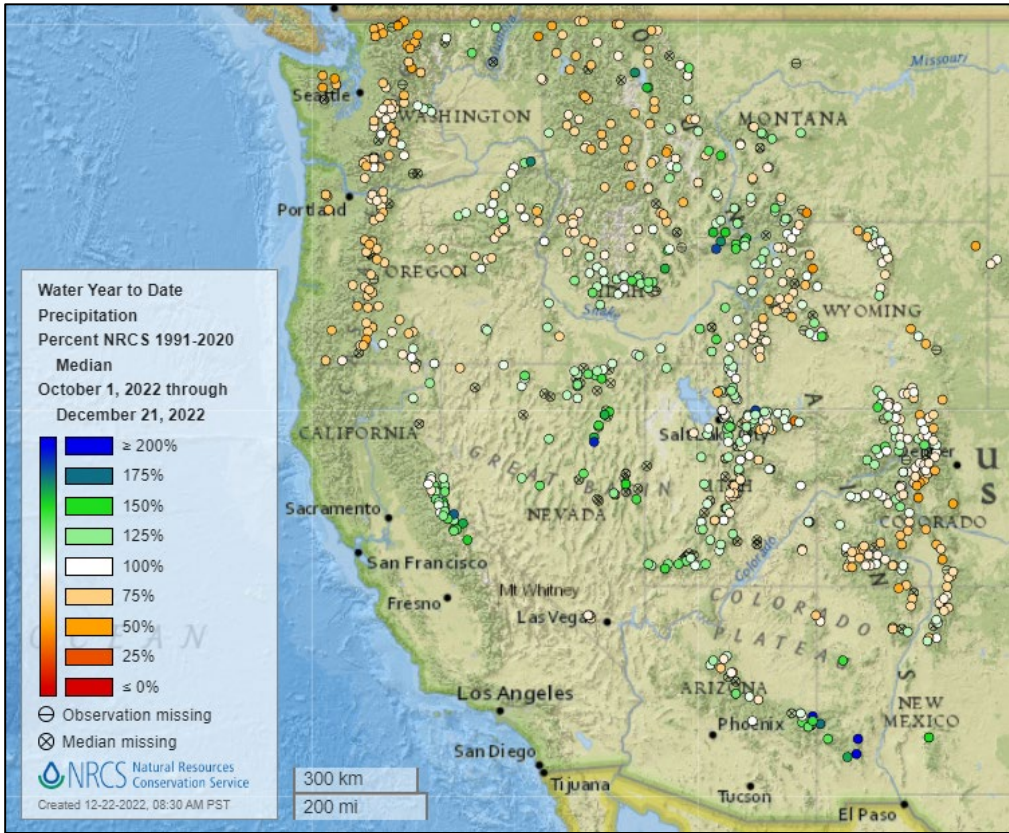 Missouri
Columbia
Seattle
WASHINGTON
MONTANA
Portland
OREGON
IDAHO
Snake
WYOMING
Salt Lake City
CALIFORNIA
GREAT BASIN
UTAH
Denver
U
S
NEVADA
COLORADO
Sacramento
San Francisco
Colorado
Mt Whitney
Fresno
Las Vegas
COLORADO
PLATEAU
OCEAN
Los Angeles
ARIZONA
NEW
MEXICO
Phoenix
San Diego
Tijuana
Tucson
El Paso
Water Year to Date
Precipitation
Percent NRCS 1991-2020
Median
October 1, 2022 through
December 21, 2022
≥ 200%
175%
150%
125%
100%
75%
50%
25%
≤ 0%
Observation missing
Median missing
NRCS Natural Resources
Conservation Service
Created 12-22-2022, 08:30 AM PST
300 km
200 mi